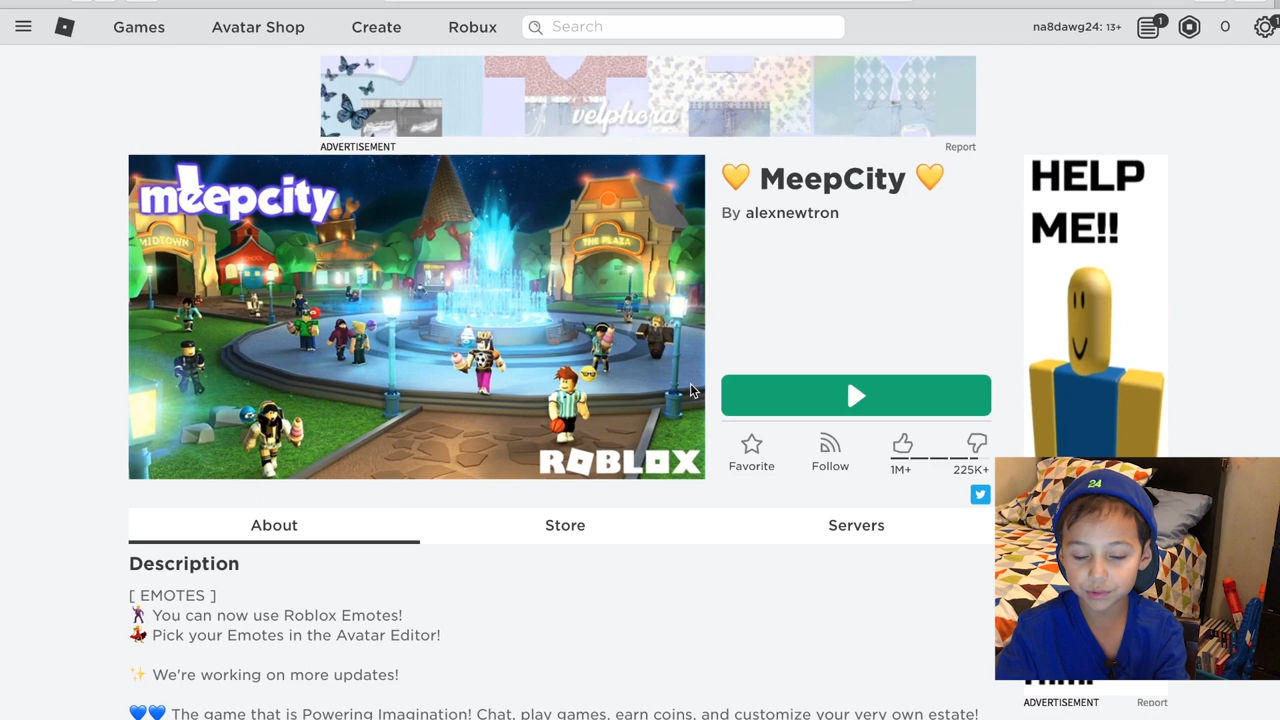 Games
Avatar Shop
Create
Robux
Search
na8dawg24: 13+
1
0
1
velphora
ADVERTISEMENT
Report
meepcity
MIDTOWN
SCHOOL
THE PLAZA
ROBLOX
💛 MeepCity 💛
By alexnewtron
HELP
ME!!
Favorite
Follow
1M+
225K+
24
About
Store
Servers
Description
[ EMOTES ]
🕺 You can now use Roblox Emotes!
💃 Pick your Emotes in the Avatar Editor!
✨ We're working on more updates!
💙💙 The game that is Powering Imagination! Chat, play games, earn coins, and customize your very own estate!
ADVERTISEMENT
Report